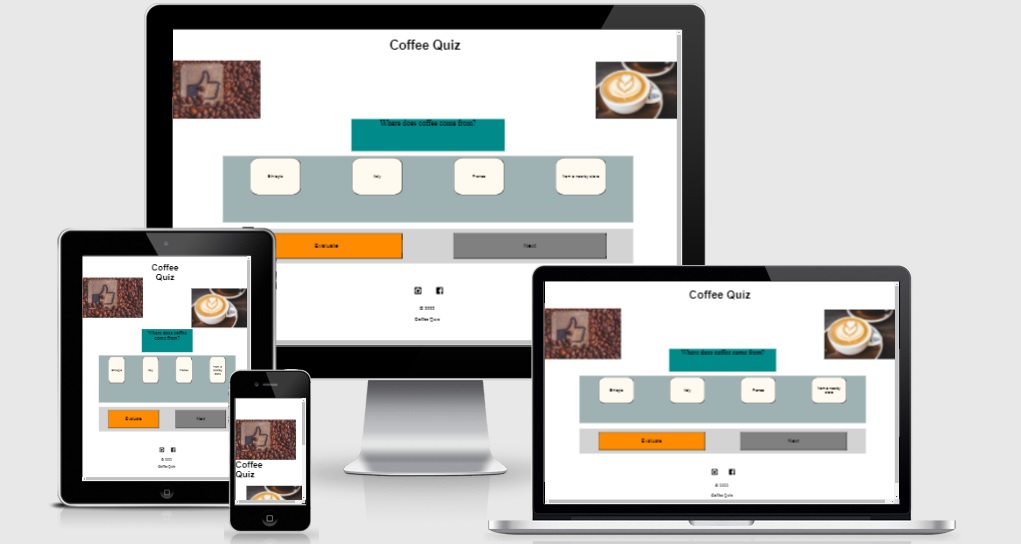 Coffee Quiz
Where does coffee come from?
Ethiopia
Italy
France
from a nearby store
Evaluate
Next
© 2022
Coffee Quiz
Coffee
Quiz
Where does coffee
come from?
Ethiopia
Italy
France
from a
nearby
store
Evaluate
Next
Coffee Quiz
Coffee
Quiz
Coffee Quiz
Where does coffee come from?
Ethiopia
Italy
France
from a nearby
store
Evaluate
Next
Coffee Quiz